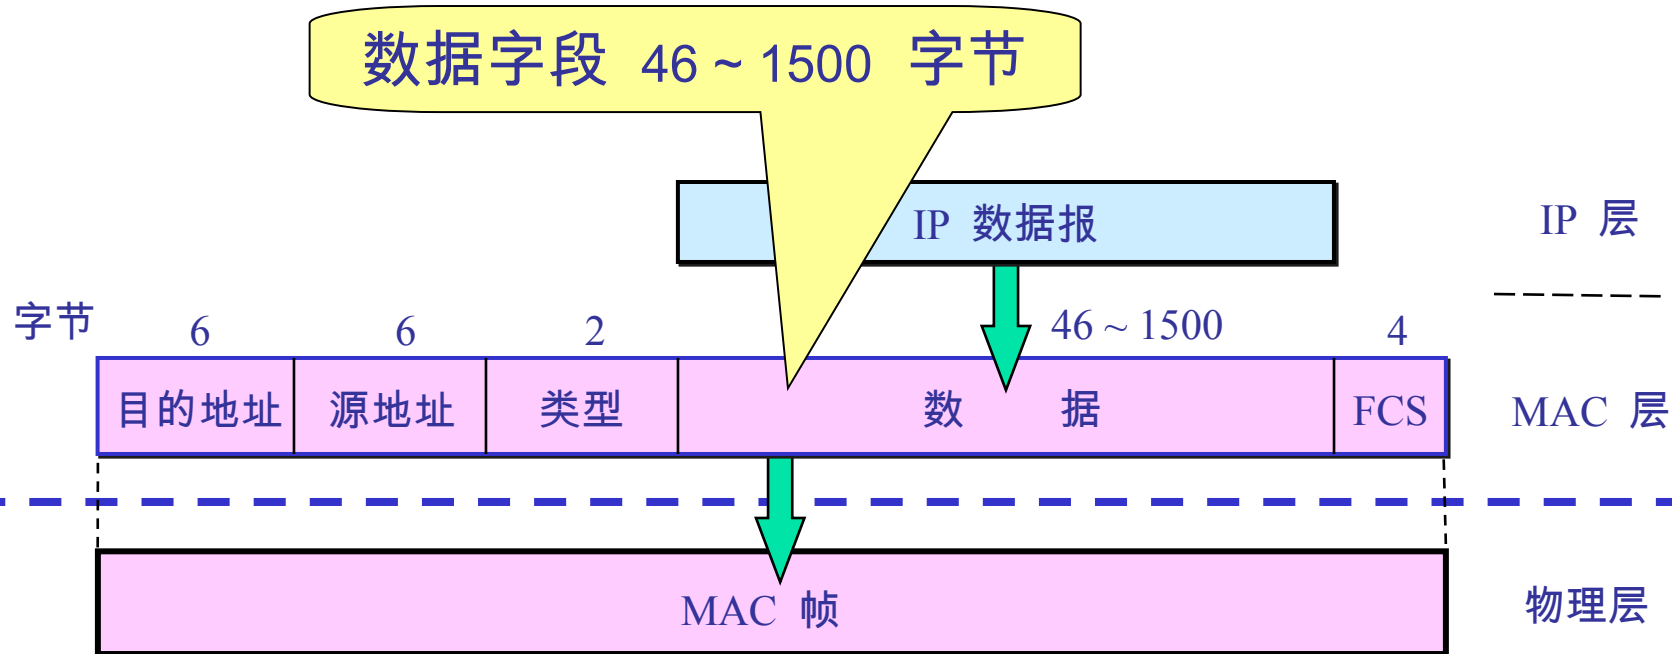 数据字段 46 ~ 1500 字节
IP 数据报
IP 层
字节 6 6 2 46 ~ 1500 4
目的地址 源地址 类型 数 据 FCS MAC 层
MAC 帧 物理层